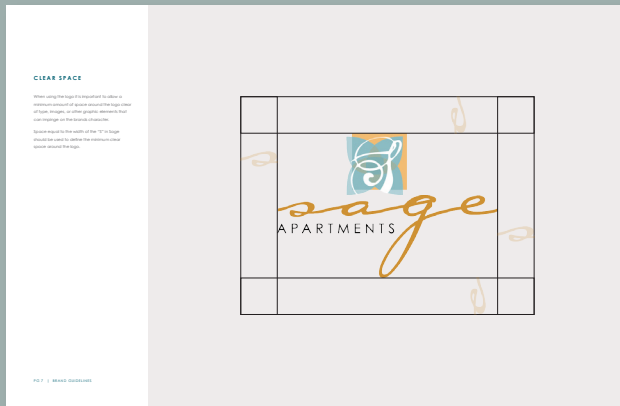 CLEAR SPACE
When using the logo it is important to allow a
minimum amount of space around the logo clear
of type, images, or other graphic elements that
can impinge on the brands character.
Space equal to the width of the "S" in Sage
should be used to define the minimum clear
space around the logo.
S
sage
APARTMENTS
PG 7 | BRAND GUIDELINES